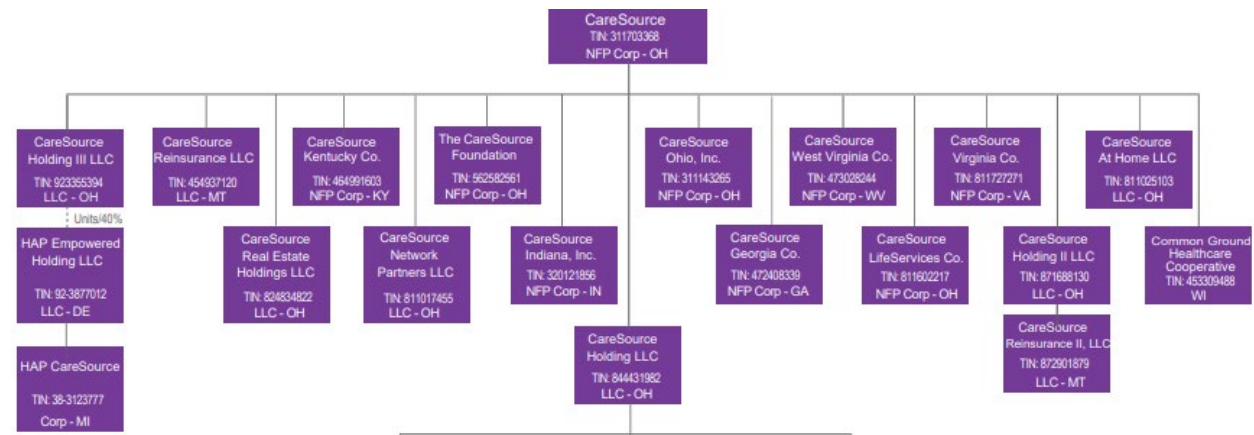 CareSource
TIN: 311703368
NFP Corp - OH
CareSource
Holding III LLC
TIN: 923355394
LLC - OH
Units/40%
HAP Empowered
Holding LLC
TIN: 92-3877012
LLC - DE
HAP CareSource
TIN: 38-3123777
Corp - MI
CareSource
Reinsurance LLC
TIN: 454937120
LLC - MT
CareSource
Real Estate
Holdings LLC
TIN: 824834822
LLC - OH
CareSource
Kentucky Co.
TIN: 464991603
NFP Corp - KY
CareSource
Network
Partners LLC
TIN: 811017455
LLC - OH
The CareSource
Foundation
TIN: 562582561
NFP Corp - OH
CareSource
Indiana, Inc.
TIN: 320121856
NFP Corp - IN
CareSource
Holding LLC
TIN: 844431982
LLC - OH
CareSource
Ohio, Inc.
TIN: 311143265
NFP Corp - OH
CareSource
Georgia Co.
TIN: 472408339
NFP Corp - GA
CareSource
West Virginia Co.
TIN: 473028244
NFP Corp - WV
CareSource
LifeServices Co.
TIN: 811602217
NFP Corp - OH
CareSource
Virginia Co.
TIN: 811727271
NFP Corp - VA
CareSource
Holding II LLC
TIN: 871688130
LLC - OH
CareSource
Reinsurance II, LLC
TIN: 872901879
LLC - MT
CareSource
At Home LLC
TIN: 811025103
LLC - OH
Common Ground
Healthcare
Cooperative
TIN: 453309488
WI